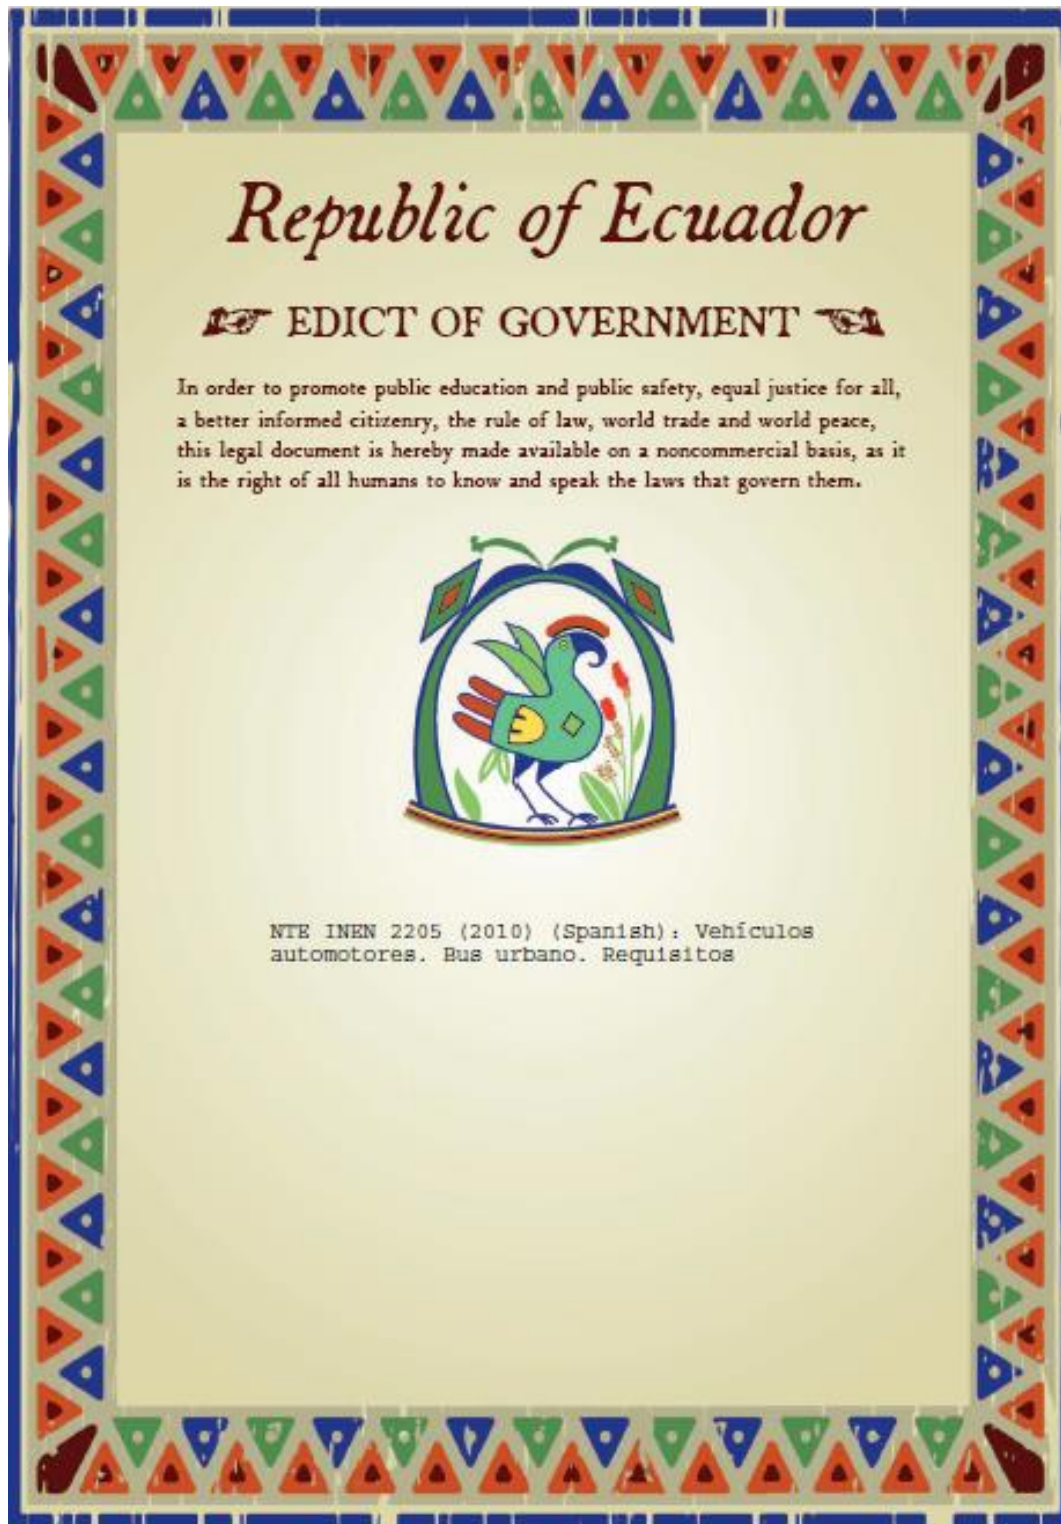 Republic of Ecuador
EDICT OF GOVERNMENT
In order to promote public education and public safety, equal justice for all,
a better informed citizenry, the rule of law, world trade and world peace,
this legal document is hereby made available on a noncommercial basis, as it
is the right of all humans to know and speak the laws that govern them.
NTE INEN 2205 (2010) (Spanish): Vehículos
automotores. Bus urbano. Requisitos